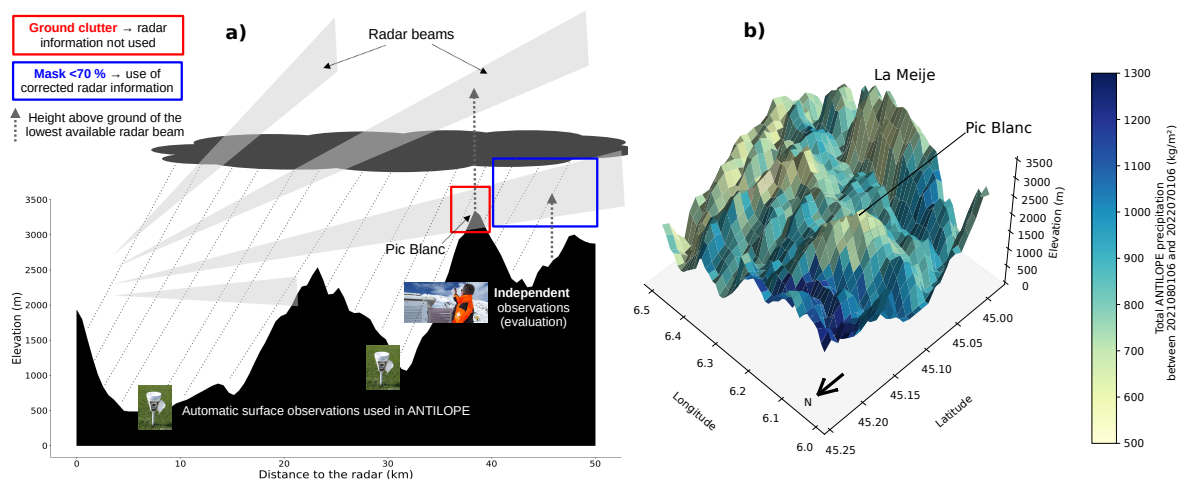 Ground clutter → radar
information not used
Mask <70 % → use of
corrected radar information
Height above ground of the
lowest available radar beam
a)
Radar beams
Pic Blanc
Independent
observations
(evaluation)
Automatic surface observations used in ANTILOPE
Elevation (m)
3500
3000
2500
2000
1500
1000
500
0
0
10
20
30
40
50
Distance to the radar (km)
b)
La Meije
Pic Blanc
3500
3000
2500
2000
1500
1000
500
0
Elevation (m)
6.5
6.4
6.3
6.2
6.1
6.0
Longitude
N
45.00
45.05
45.10
45.15
45.20
45.25
Latitude
1300
1200
1100
1000
900
800
700
600
500
Total ANTILOPE precipitation
between 2021080106 and 2022070106 (kg/m²)